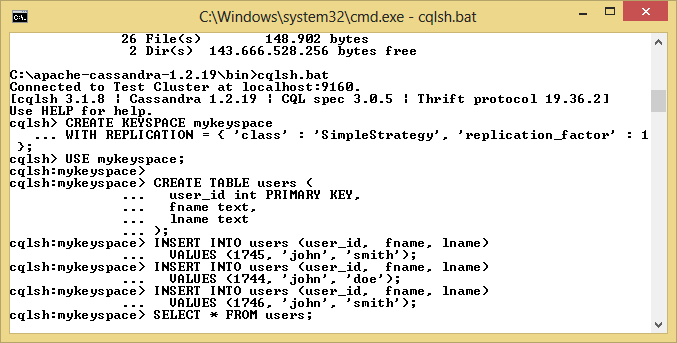 C:\Windows\system32\cmd.exe - cqlsh.bat
26 File(s) 148.902 bytes
2 Dir(s) 143.666.528.256 bytes free
C:\apache-cassandra-1.2.19\bin>cqlsh.bat
Connected to Test Cluster at localhost:9160.
[cqlsh 3.1.8 | Cassandra 1.2.19 | CQL spec 3.0.5 | Thrift protocol 19.36.2]
Use HELP for help.
cqlsh> CREATE KEYSPACE mykeyspace
... WITH REPLICATION = { 'class' : 'SimpleStrategy', 'replication_factor' : 1
};
cqlsh> USE mykeyspace;
cqlsh:mykeyspace>
cqlsh:mykeyspace> CREATE TABLE users (
... user_id int PRIMARY KEY,
... fname text,
... lname text
... );
cqlsh:mykeyspace> INSERT INTO users (user_id, fname, lname)
... VALUES (1745, 'john', 'smith');
cqlsh:mykeyspace> INSERT INTO users (user_id, fname, lname)
... VALUES (1744, 'john', 'doe');
cqlsh:mykeyspace> INSERT INTO users (user_id, fname, lname)
... VALUES (1746, 'john', 'smith');
cqlsh:mykeyspace> SELECT * FROM users;